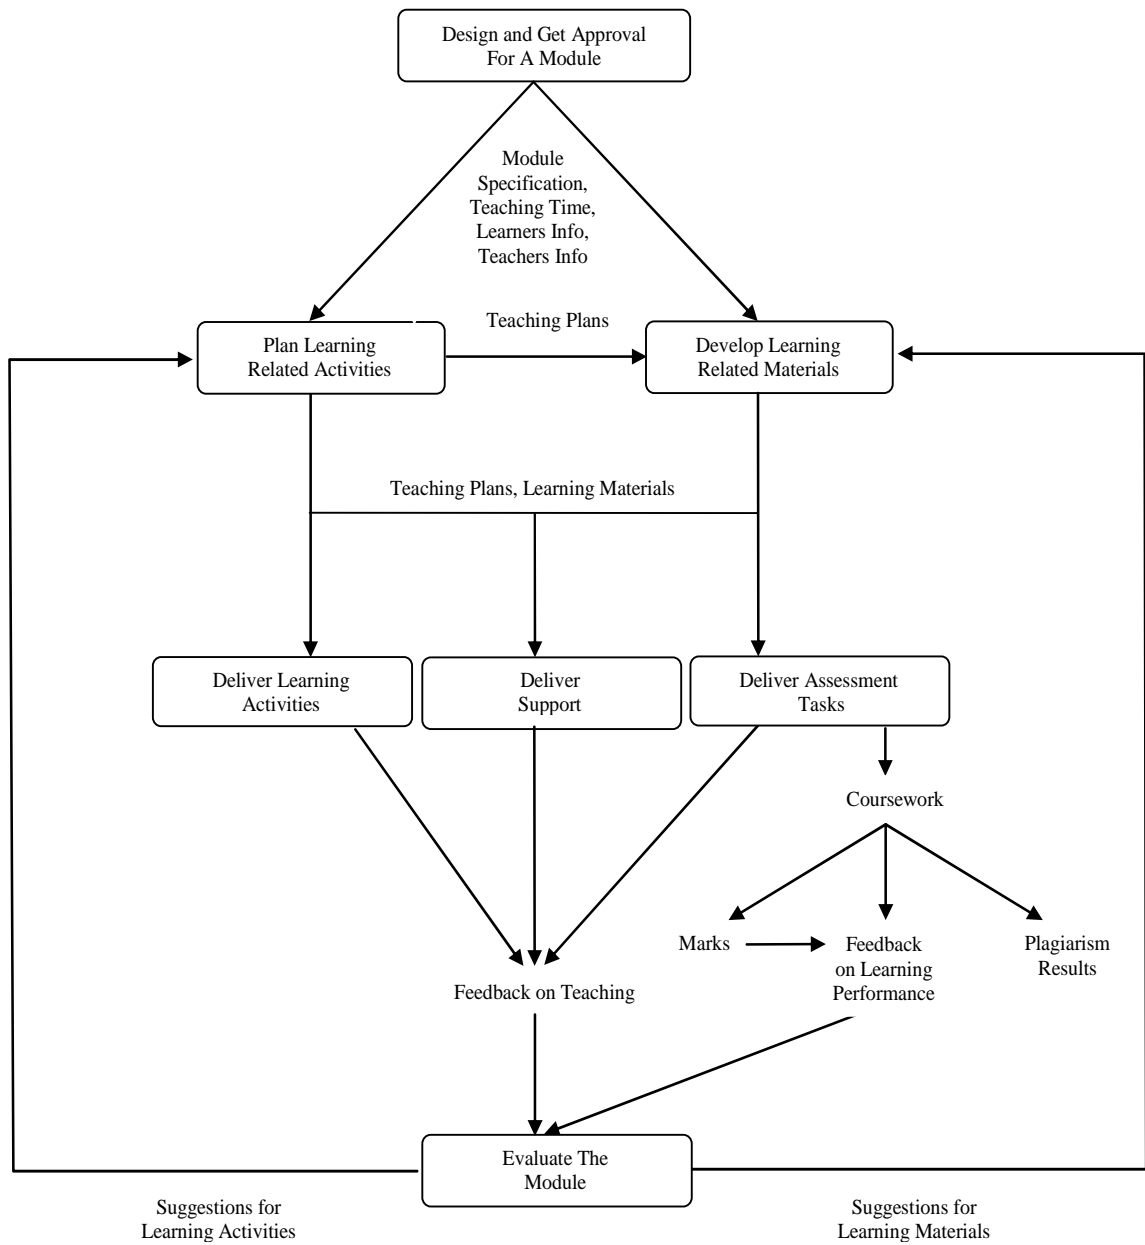 Design and Get Approval
For A Module
Module
Specification,
Teaching Time,
Learners Info,
Teachers Info
Teaching Plans
Plan Learning
Related Activities
Develop Learning
Related Materials
Teaching Plans, Learning Materials
Deliver Learning
Activities
Deliver
Support
Deliver Assessment
Tasks
Coursework
Marks
Feedback
on Learning
Performance
Plagiarism
Results
Feedback on Teaching
Evaluate The
Module
Suggestions for
Learning Activities
Suggestions for
Learning Materials